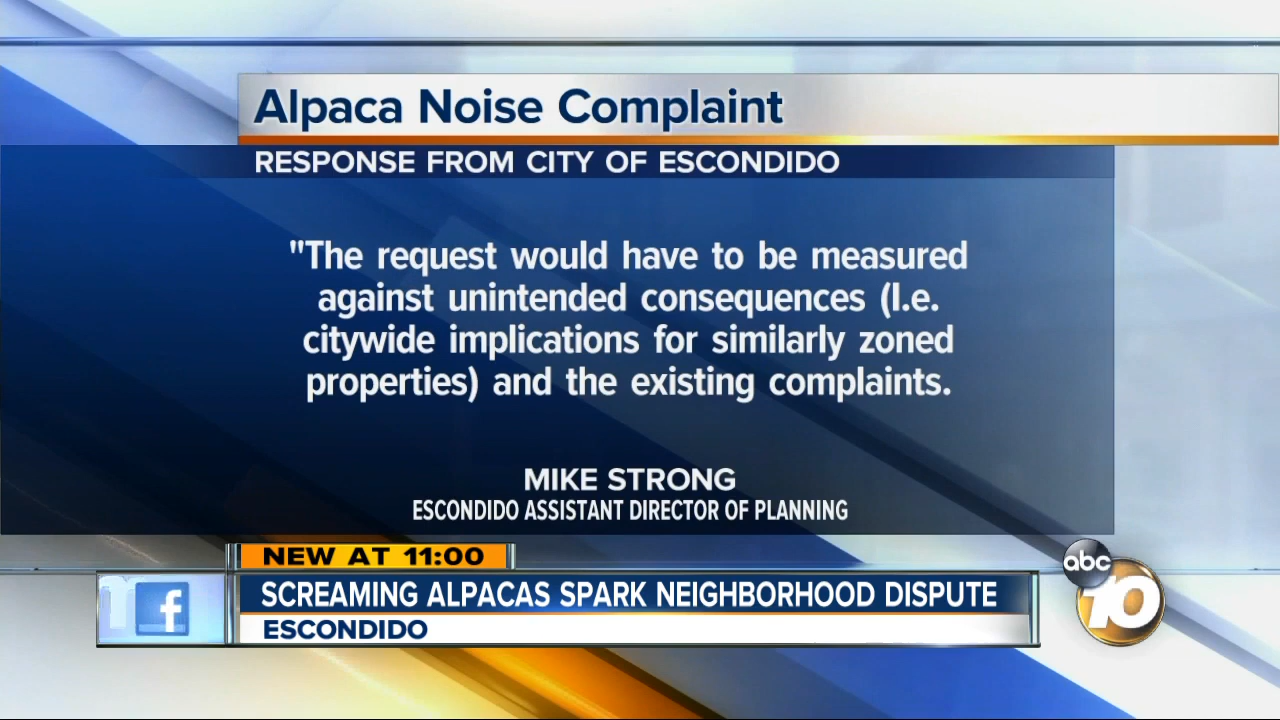 Alpaca Noise Complaint
RESPONSE FROM CITY OF ESCONDIDO
"The request would have to be measured
against unintended consequences (I.e.
citywide implications for similarly zoned
properties) and the existing complaints.
MIKE STRONG
ESCONDIDO ASSISTANT DIRECTOR OF PLANNING
NEW AT 11:00
SCREAMING ALPACAS SPARK NEIGHBORHOOD DISPUTE
ESCONDIDO
f
abc
10